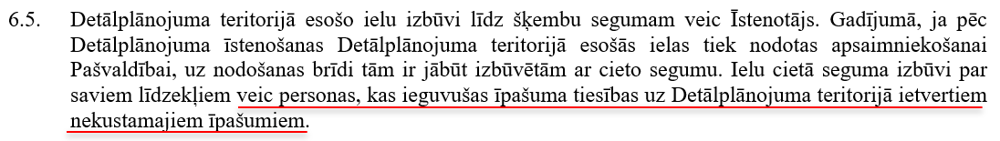 6.5. Detālplānojuma teritorijā esošo ielu izbūvi līdz šķembu segumam veic Īstenotājs. Gadījumā, ja pēc
Detālplānojuma īstenošanas Detālplānojuma teritorijā esošās ielas tiek nodotas apsaimniekošanai
Pašvaldībai, uz nodošanas brīdi tām ir jābūt izbūvētām ar cieto segumu. Ielu cietā seguma izbūvi par
saviem līdzekļiem veic personas, kas ieguvušas īpašuma tiesības uz Detālplānojuma teritorijā ietvertiem
nekustamajiem īpašumiem.